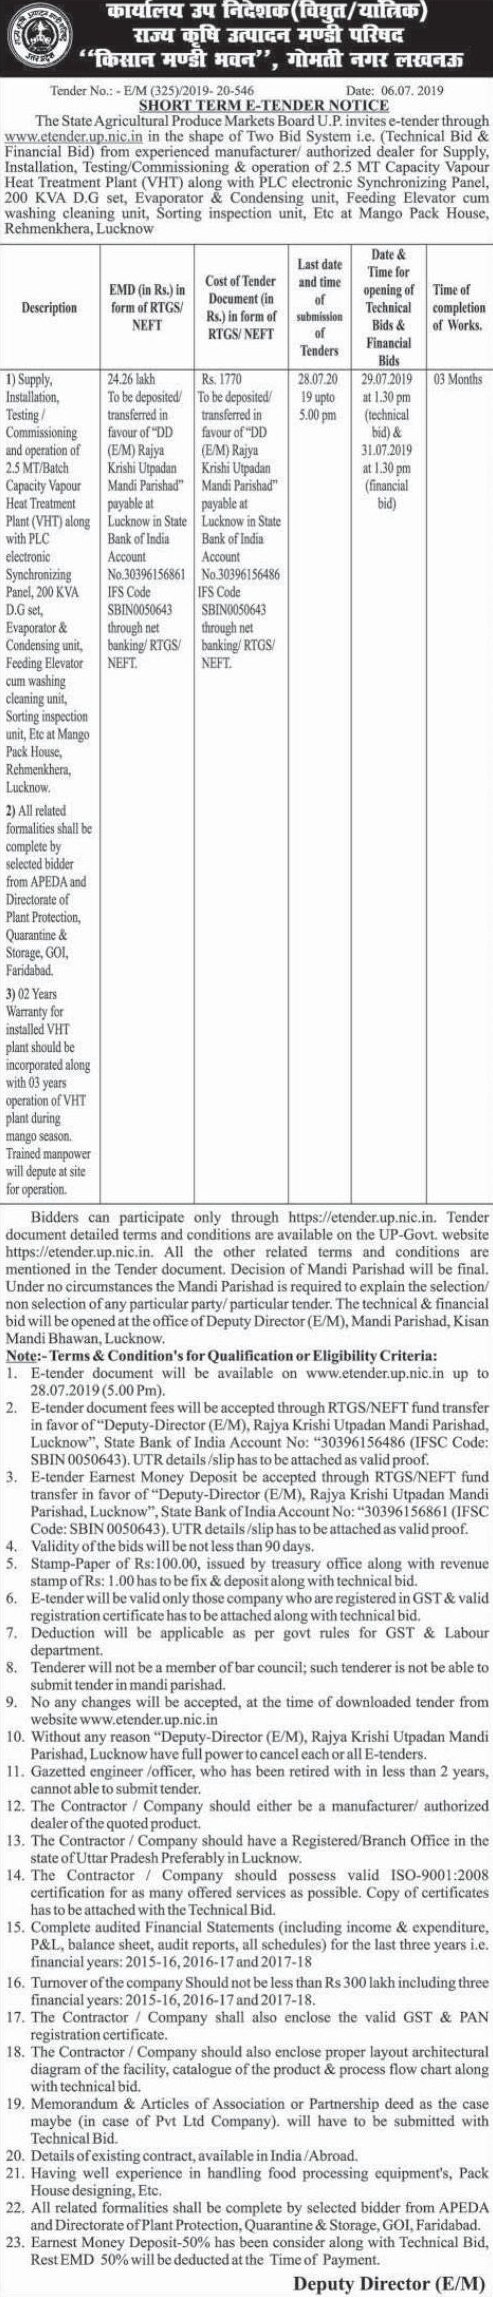 कार्यालय उप निदेशक(विद्युत/यांत्रिक)
राज्य कृषि उत्पादन मण्डी परिषद
"किसान मण्डी भवन", गोमती नगर लखनऊ
Tender No.: - E/M (325)/2019- 20-546 Date: 06.07. 2019
SHORT TERM E-TENDER NOTICE
The State Agricultural Produce Markets Board U.P. invites e-tender through
www.etender.up.nic.in in the shape of Two Bid System i.e. (Technical Bid &
Financial Bid) from experienced manufacturer/ authorized dealer for Supply,
Installation, Testing/Commissioning & operation of 2.5 MT Capacity Vapour
Heat Treatment Plant (VHT) along with PLC electronic Synchronizing Panel,
200 KVA D.G set, Evaporator & Condensing unit, Feeding Elevator cum
washing cleaning unit, Sorting inspection unit, Etc at Mango Pack House,
Rehmenkhera, Lucknow
Description
EMD (in Rs.) in
form of RTGS/
NEFT
Cost of Tender
Document (in
Rs.) in form of
RTGS/ NEFT
Last date
and time
of
submission
of
Tenders
Date &
Time for
opening of
Technical
Bids &
Financial
Bids
Time of
completion
of Works.
1) Supply,
Installation,
Testing /
Commissioning
and operation of
2.5 MT/Batch
Capacity Vapour
Heat Treatment
Plant (VHT) along
with PLC
electronic
Synchronizing
Panel, 200 KVA
D.G set,
Evaporator &
Condensing unit,
Feeding Elevator
cum washing
cleaning unit,
Sorting inspection
unit, Etc at Mango
Pack House,
Rehmenkhera,
Lucknow.
2) All related
formalities shall be
complete by
selected bidder
from APEDA and
Directorate of
Plant Protection,
Quarantine &
Storage, GOI,
Faridabad.
3) 02 Years
Warranty for
installed VHT
plant should be
incorporated along
with 03 years
operation of VHT
plant during
mango season.
Trained manpower
will depute at site
for operation.
24.26 lakh
To be deposited/
transferred in
favour of "DD
(E/M) Rajya
Krishi Utpadan
Mandi Parishad"
payable at
Lucknow in State
Bank of India
Account
No.30396156861
IFS Code
SBIN0050643
through net
banking/ RTGS/
NEFT.
Rs. 1770
To be deposited/
transferred in
favour of "DD
(E/M) Rajya
Krishi Utpadan
Mandi Parishad"
payable at
Lucknow in State
Bank of India
Account
No.30396156486
IFS Code
SBIN0050643
through net
banking/ RTGS/
NEFT.
28.07.20
19 upto
5.00 pm
29.07.2019
at 1.30 pm
(technical
bid) &
31.07.2019
at 1.30 pm
(financial
bid)
03 Months
Bidders can participate only through https://etender.up.nic.in. Tender
document detailed terms and conditions are available on the UP-Govt. website
https://etender.up.nic.in. All the other related terms and conditions are
mentioned in the Tender document. Decision of Mandi Parishad will be final.
Under no circumstances the Mandi Parishad is required to explain the selection/
non selection of any particular party/ particular tender. The technical & financial
bid will be opened at the office of Deputy Director (E/M), Mandi Parishad, Kisan
Mandi Bhawan, Lucknow.
Note:- Terms & Condition's for Qualification or Eligibility Criteria:
1. E-tender document will be available on www.etender.up.nic.in up to
28.07.2019 (5.00 Pm).
2. E-tender document fees will be accepted through RTGS/NEFT fund transfer
in favor of "Deputy-Director (E/M), Rajya Krishi Utpadan Mandi Parishad,
Lucknow", State Bank of India Account No: "30396156486 (IFSC Code:
SBIN 0050643). UTR details /slip has to be attached as valid proof.
3. E-tender Earnest Money Deposit be accepted through RTGS/NEFT fund
transfer in favor of "Deputy-Director (E/M), Rajya Krishi Utpadan Mandi
Parishad, Lucknow", State Bank of India Account No: "30396156861 (IFSC
Code: SBIN 0050643). UTR details /slip has to be attached as valid proof.
4. Validity of the bids will be not less than 90 days.
5. Stamp-Paper of Rs:100.00, issued by treasury office along with revenue
stamp of Rs: 1.00 has to be fix & deposit along with technical bid.
6. E-tender will be valid only those company who are registered in GST & valid
registration certificate has to be attached along with technical bid.
7. Deduction will be applicable as per govt rules for GST & Labour
department.
8. Tenderer will not be a member of bar council; such tenderer is not be able to
submit tender in mandi parishad.
9. No any changes will be accepted, at the time of downloaded tender from
website www.etender.up.nic.in
10. Without any reason "Deputy-Director (E/M), Rajya Krishi Utpadan Mandi
Parishad, Lucknow have full power to cancel each or all E-tenders.
11. Gazetted engineer /officer, who has been retired with in less than 2 years,
cannot able to submit tender.
12. The Contractor / Company should either be a manufacturer/ authorized
dealer of the quoted product.
13. The Contractor / Company should have a Registered/Branch Office in the
state of Uttar Pradesh Preferably in Lucknow.
14. The Contractor / Company should possess valid ISO-9001:2008
certification for as many offered services as possible. Copy of certificates
has to be attached with the Technical Bid.
15. Complete audited Financial Statements (including income & expenditure,
P&L, balance sheet, audit reports, all schedules) for the last three years i.e.
financial years: 2015-16, 2016-17 and 2017-18
16. Turnover of the company Should not be less than Rs 300 lakh including three
financial years: 2015-16, 2016-17 and 2017-18.
17. The Contractor / Company shall also enclose the valid GST & PAN
registration certificate.
18. The Contractor / Company should also enclose proper layout architectural
diagram of the facility, catalogue of the product & process flow chart along
with technical bid.
19. Memorandum & Articles of Association or Partnership deed as the case
maybe (in case of Pvt Ltd Company). will have to be submitted with
Technical Bid.
20. Details of existing contract, available in India /Abroad.
21. Having well experience in handling food processing equipment's, Pack
House designing, Etc.
22. All related formalities shall be complete by selected bidder from APEDA
and Directorate of Plant Protection, Quarantine & Storage, GOI, Faridabad.
23. Earnest Money Deposit-50% has been consider along with Technical Bid,
Rest EMD 50% will be deducted at the Time of Payment.
Deputy Director (E/M)